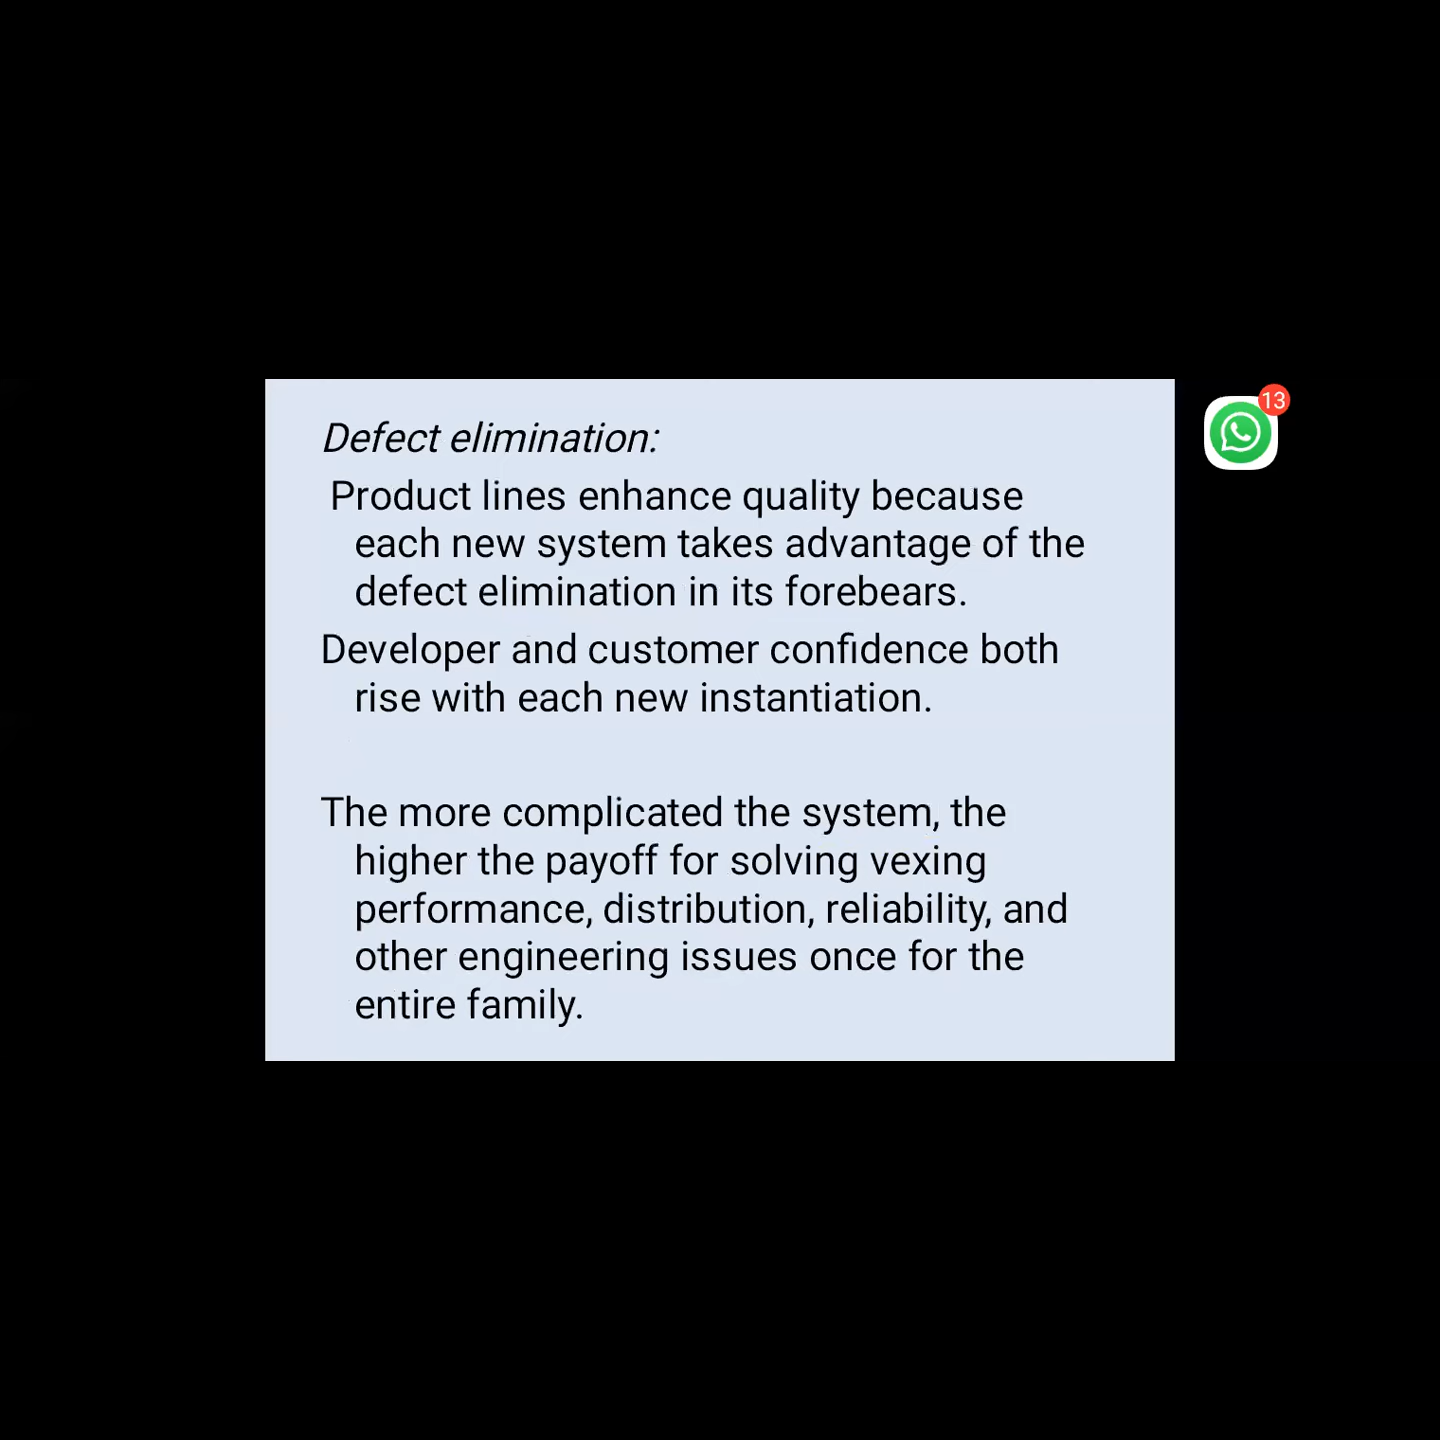 Defect elimination:
Product lines enhance quality because
each new system takes advantage of the
defect elimination in its forebears.
Developer and customer confidence both
rise with each new instantiation.
The more complicated the system, the
higher the payoff for solving vexing
performance, distribution, reliability, and
other engineering issues once for the
entire family.
13